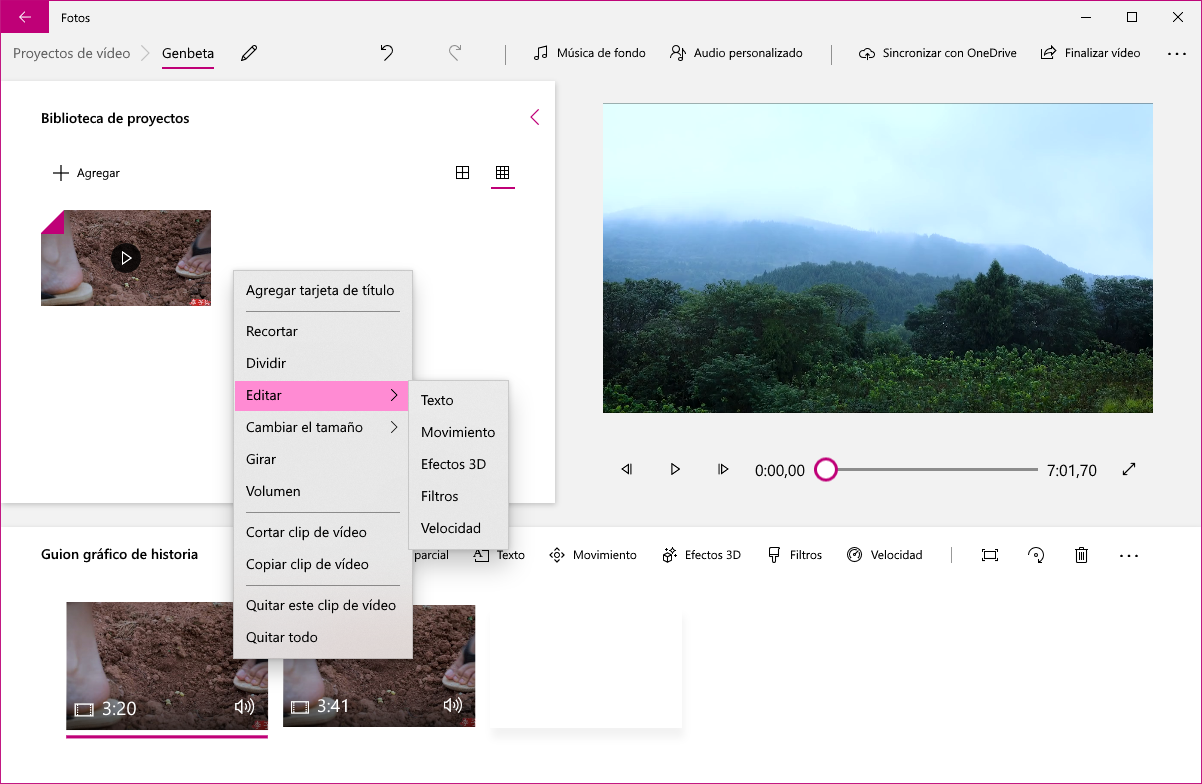 Fotos
Proyectos de vídeo
Genbeta
Música de fondo
Audio personalizado
Sincronizar con OneDrive
Finalizar vídeo
Biblioteca de proyectos
Agregar
Agregar tarjeta de título
Recortar
Dividir
Editar
Cambiar el tamaño
Girar
Volumen
Cortar clip de vídeo
Copiar clip de vídeo
Quitar este clip de vídeo
Quitar todo
Texto
Movimiento
Efectos 3D
Filtros
Velocidad
0:00,00
7:01,70
Guion gráfico de historia
parcial
Texto
Movimiento
Efectos 3D
Filtros
Velocidad
3:20
3:41